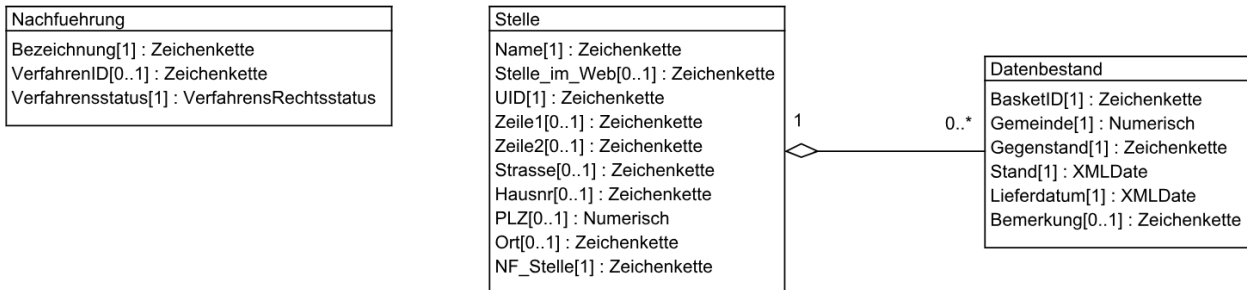 Nachfuehrung
Bezeichnung[1] : Zeichenkette
VerfahrenID[0..1] : Zeichenkette
Verfahrensstatus[1] : VerfahrensRechtsstatus
Stelle
Name[1] : Zeichenkette
Stelle_im_Web[0..1] : Zeichenkette
UID[1] : Zeichenkette
Zeile1[0..1] : Zeichenkette
Zeile2[0..1] : Zeichenkette
Strasse[0..1] : Zeichenkette
Hausnr[0..1] : Zeichenkette
PLZ[0..1] : Numerisch
Ort[0..1] : Zeichenkette
NF_Stelle[1] : Zeichenkette
1
0..*
Datenbestand
BasketID[1] : Zeichenkette
Gemeinde[1] : Numerisch
Gegenstand[1] : Zeichenkette
Stand[1] : XMLDate
Lieferdatum[1] : XMLDate
Bemerkung[0..1] : Zeichenkette